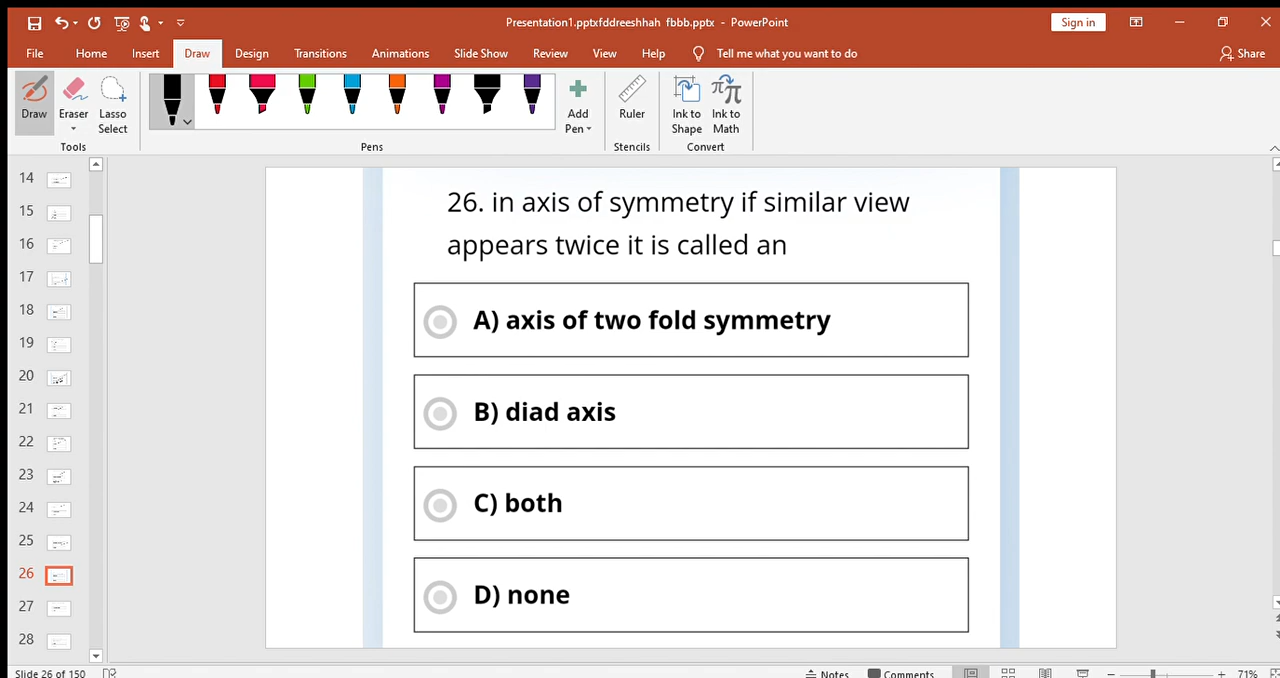 Presentation1.pptxfddreeshhah fbbb.pptx - PowerPoint
Sign in
File Home Insert Draw Design Transitions Animations Slide Show Review View Help Tell me what you want to do Share
Draw Eraser Lasso Select Add Pen Ruler Ink to Shape Ink to Math
Tools Pens Stencils Convert
14
15
16
17
18
19
20
21
22
23
24
25
26
27
28
26. in axis of symmetry if similar view
appears twice it is called an
A) axis of two fold symmetry
B) diad axis
C) both
D) none
Slide 26 of 150 Notes Comments 71%